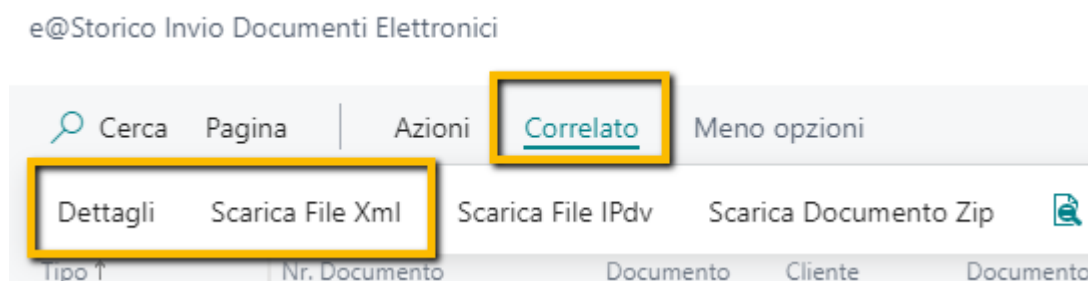 e@Storico Invio Documenti Elettronici
Cerca Pagina Azioni Correlato Meno opzioni
Dettagli Scarica File Xml Scarica File IPdv Scarica Documento Zip
Tipo ↑ Nr. Documento Documento Cliente Documento